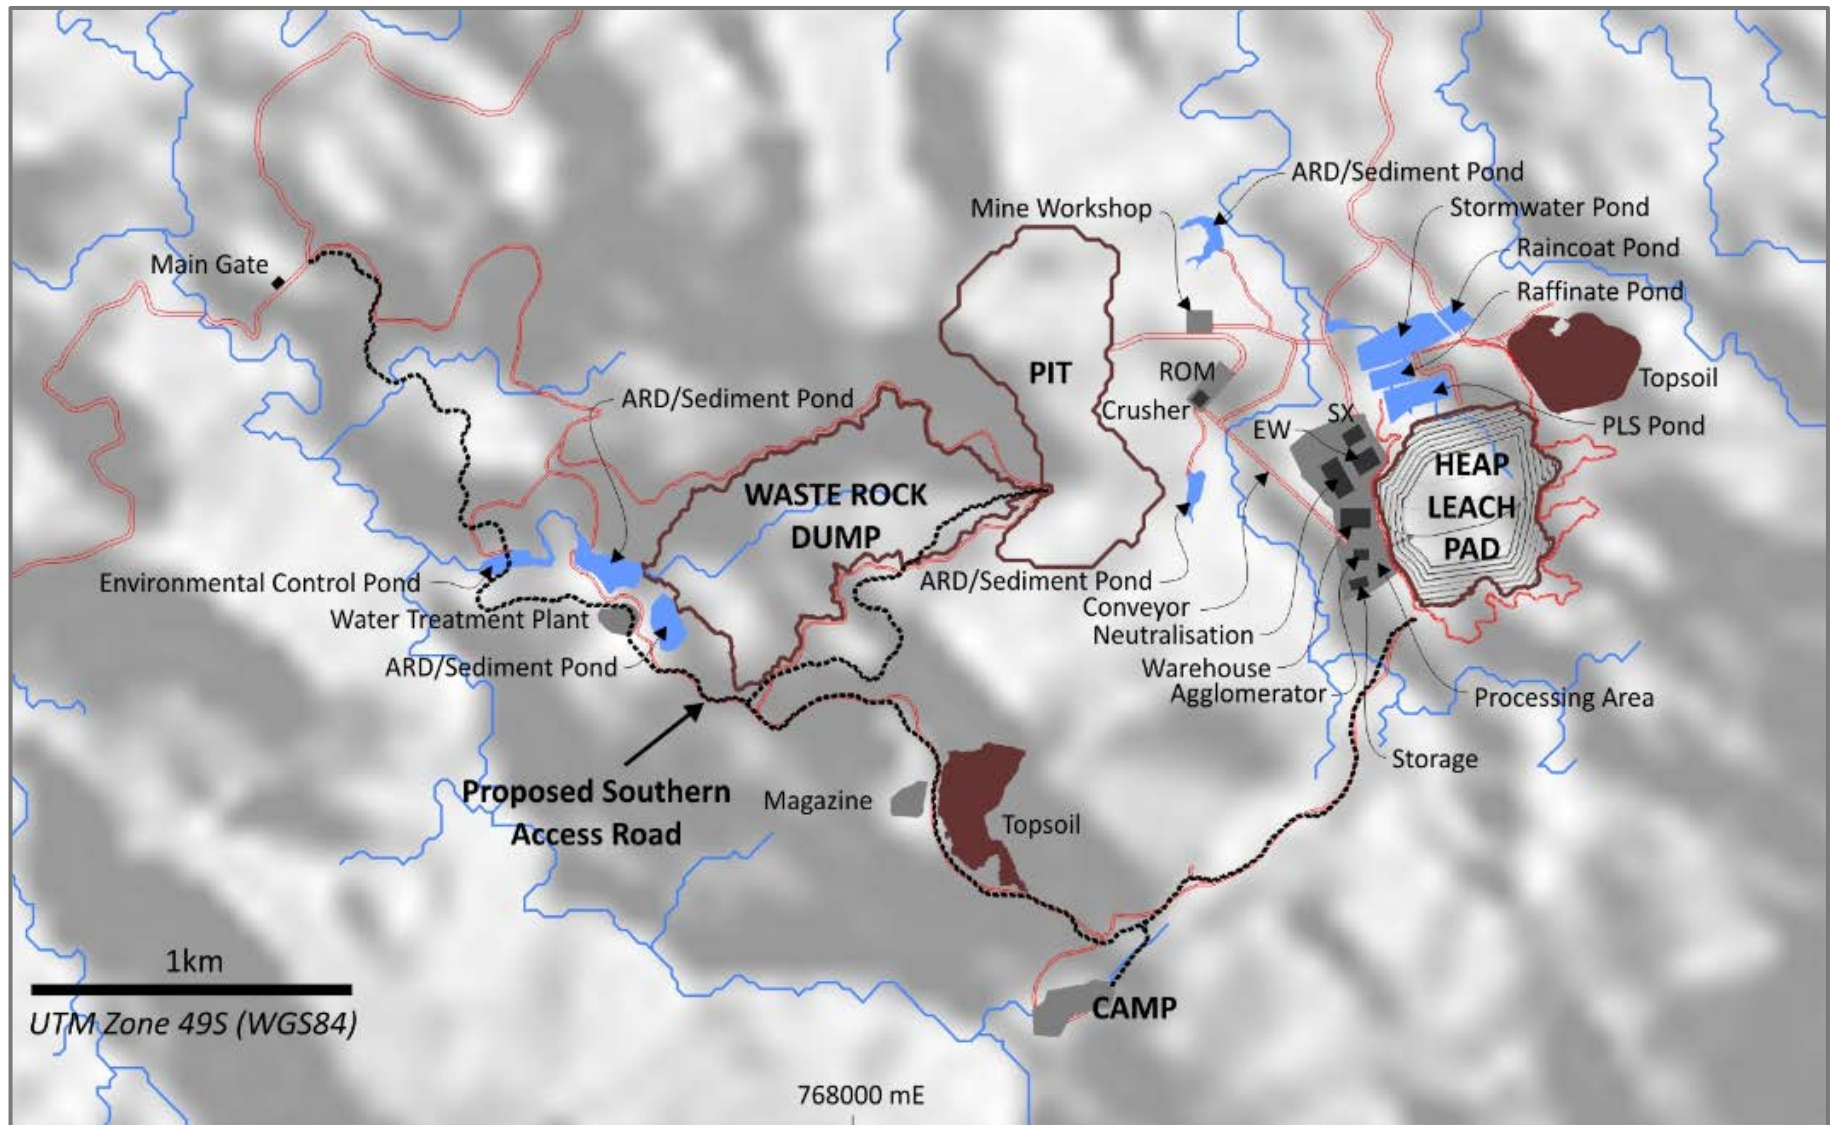 ARD/Sediment Pond
Mine Workshop
Stormwater Pond
Raincoat Pond
Main Gate
Raffinate Pond
PIT
ROM
Topsoil
ARD/Sediment Pond
Crusher
SX
EW
PLS Pond
HEAP
LEACH
PAD
WASTE ROCK
DUMP
Environmental Control Pond
ARD/Sediment Pond
Conveyor
Water Treatment Plant
Neutralisation
ARD/Sediment Pond
Warehouse
Agglomerator
Processing Area
Storage
Proposed Southern
Access Road
Magazine
Topsoil
1km
UTM Zone 49S (WGS84)
CAMP
768000 mE